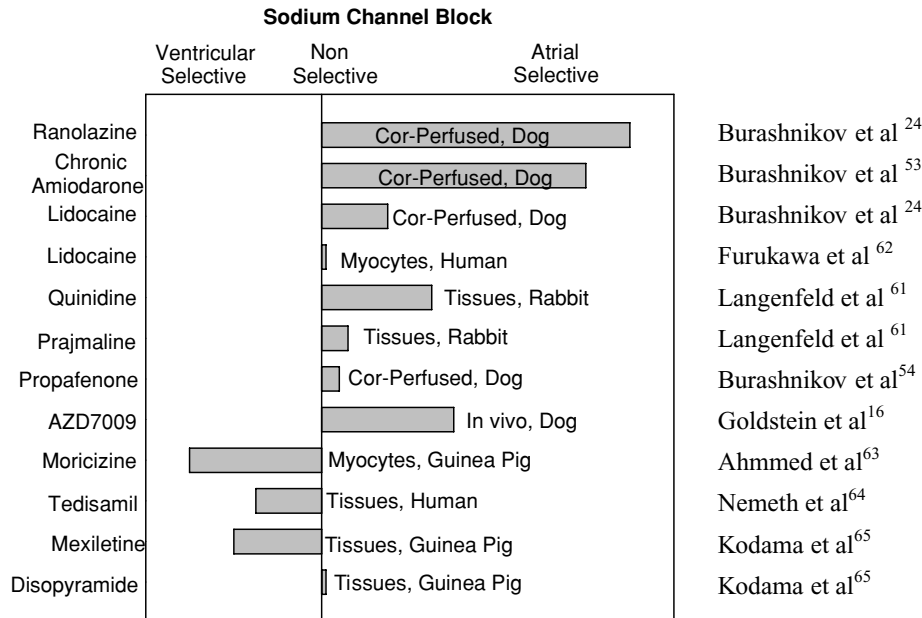 Sodium Channel Block
Ventricular Selective
Non Selective
Atrial Selective
Ranolazine Cor-Perfused, Dog Burashnikov et al 24
Chronic Amiodarone Cor-Perfused, Dog Burashnikov et al 53
Lidocaine Cor-Perfused, Dog Burashnikov et al 24
Lidocaine Myocytes, Human Furukawa et al 62
Quinidine Tissues, Rabbit Langenfeld et al 61
Prajmaline Tissues, Rabbit Langenfeld et al 61
Propafenone Cor-Perfused, Dog Burashnikov et al54
AZD7009 In vivo, Dog Goldstein et al16
Moricizine Myocytes, Guinea Pig Ahmmed et al63
Tedisamil Tissues, Human Nemeth et al64
Mexiletine Tissues, Guinea Pig Kodama et al65
Disopyramide Tissues, Guinea Pig Kodama et al65